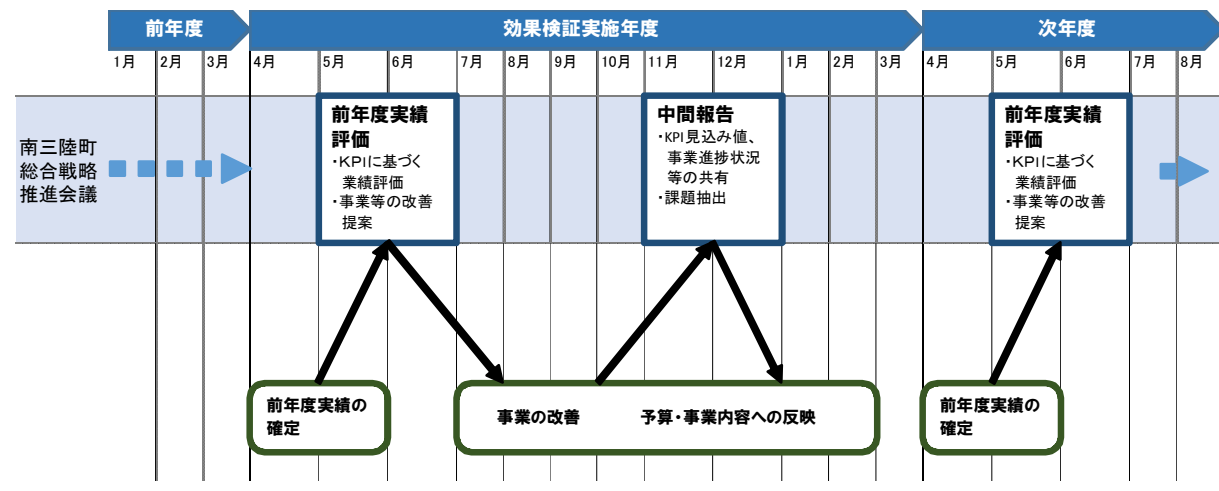 前年度
効果検証実施年度
次年度
1月
2月
3月
4月
5月
6月
7月
8月
9月
10月
11月
12月
1月
2月
3月
4月
5月
6月
7月
8月
南三陸町
総合戦略
推進会議
前年度実績
評価
・KPIに基づく
業績評価
・事業等の改善
提案
中間報告
・KPI見込み値、
事業進捗状況
等の共有
・課題抽出
前年度実績
評価
・KPIに基づく
業績評価
・事業等の改善
提案
前年度実績の
確定
事業の改善
予算・事業内容への反映
前年度実績の
確定